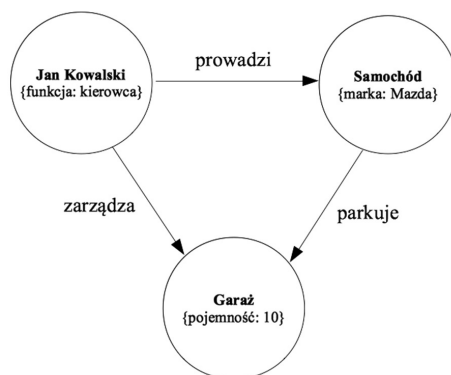 prowadzi
Jan Kowalski
{funkcja: kierowca}
Samochód
{marka: Mazda}
zarządza
parkuje
Garaż
{pojemność: 10}